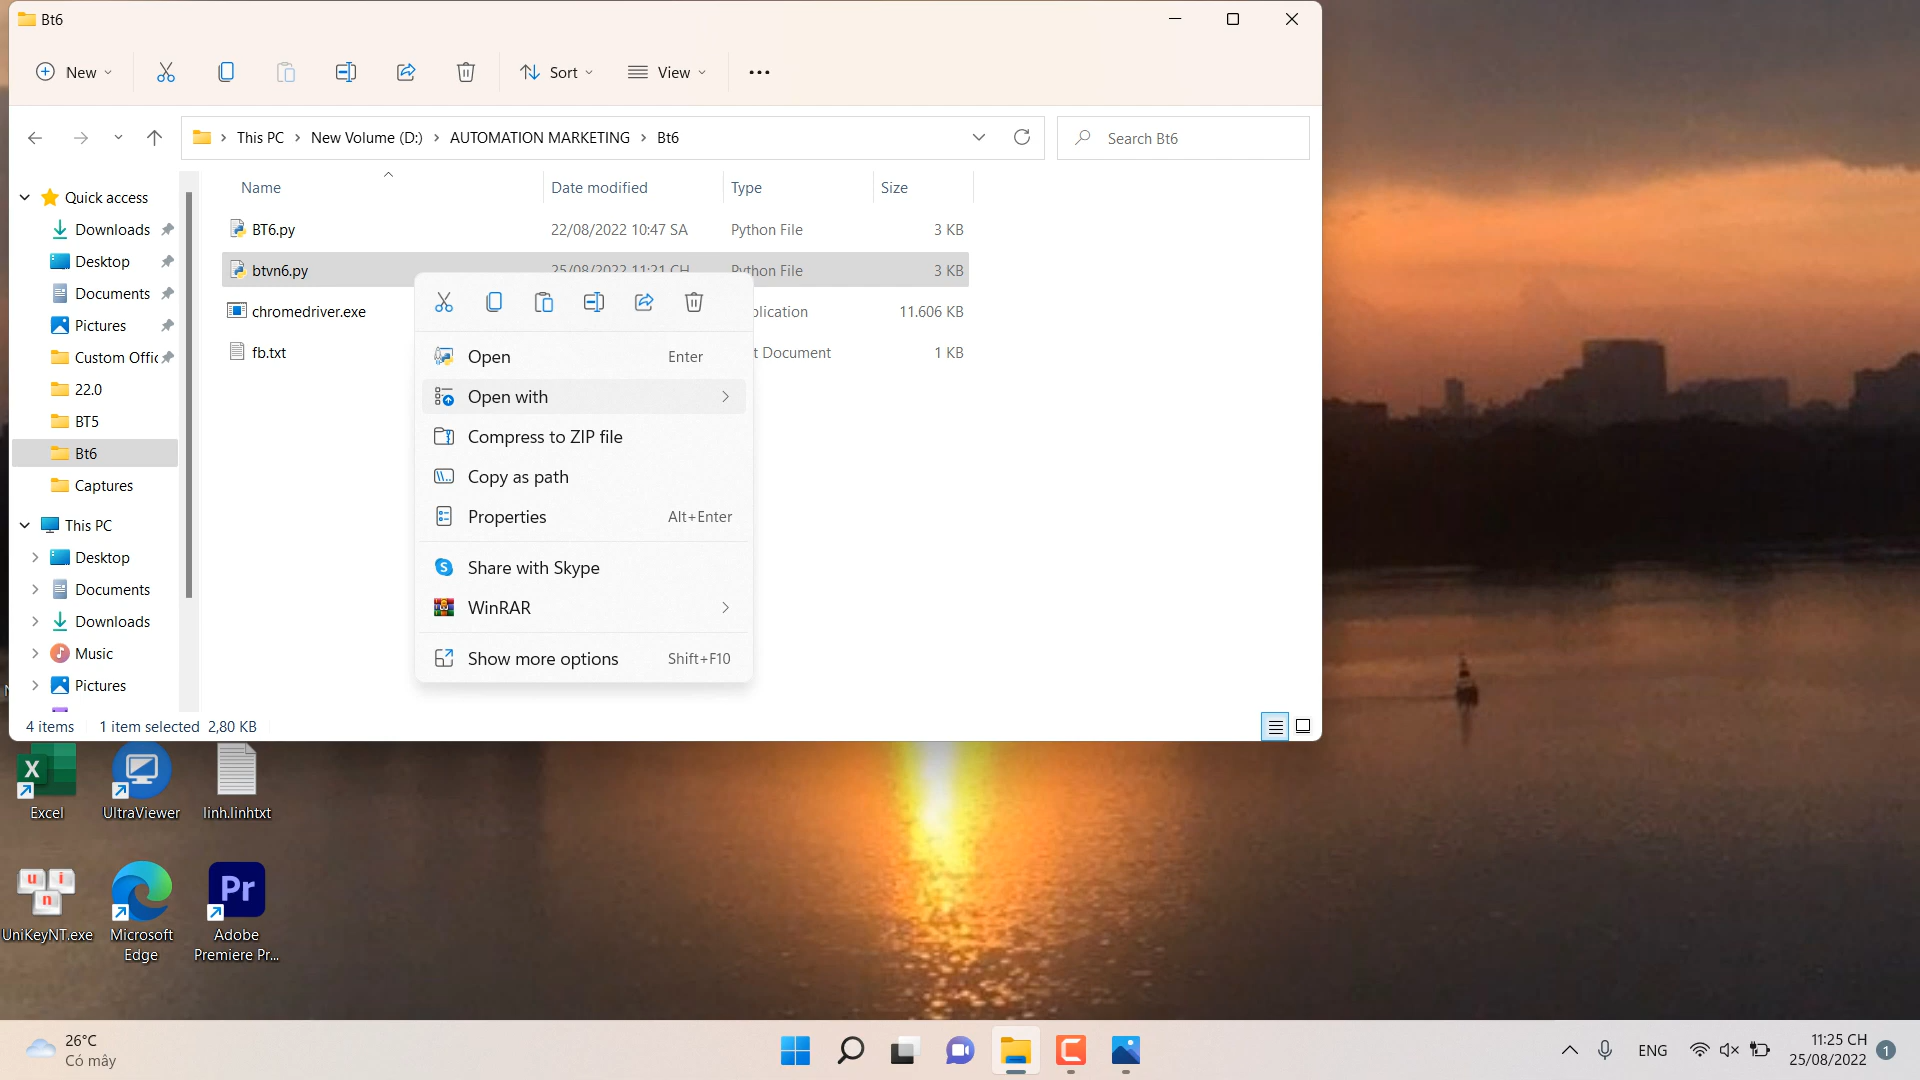 Bt6
New
Sort
View
This PC
New Volume (D:)
AUTOMATION MARKETING
Bt6
Search Bt6
Name
Date modified
Type
Size
Quick access
Downloads
Desktop
Documents
Pictures
Custom Offic
22.0
BT5
Bt6
Captures
This PC
Desktop
Documents
Downloads
Music
Pictures
BT6.py 22/08/2022 10:47 SA Python File 3 KB
btvn6.py 25/08/2022 11:21 CH Python File 3 KB
chromedriver.exe plication 11.606 KB
fb.txt t Document 1 KB
Open Enter
Open with
Compress to ZIP file
Copy as path
Properties Alt+Enter
Share with Skype
WinRAR
Show more options Shift+F10
4 items 1 item selected 2,80 KB
Excel
UltraViewer
linh.linhtxt
UniKeyNT.exe
Microsoft
Edge
Pr
Adobe
Premiere Pr...
26°C
Có mây
ENG
11:25 CH
25/08/2022
1